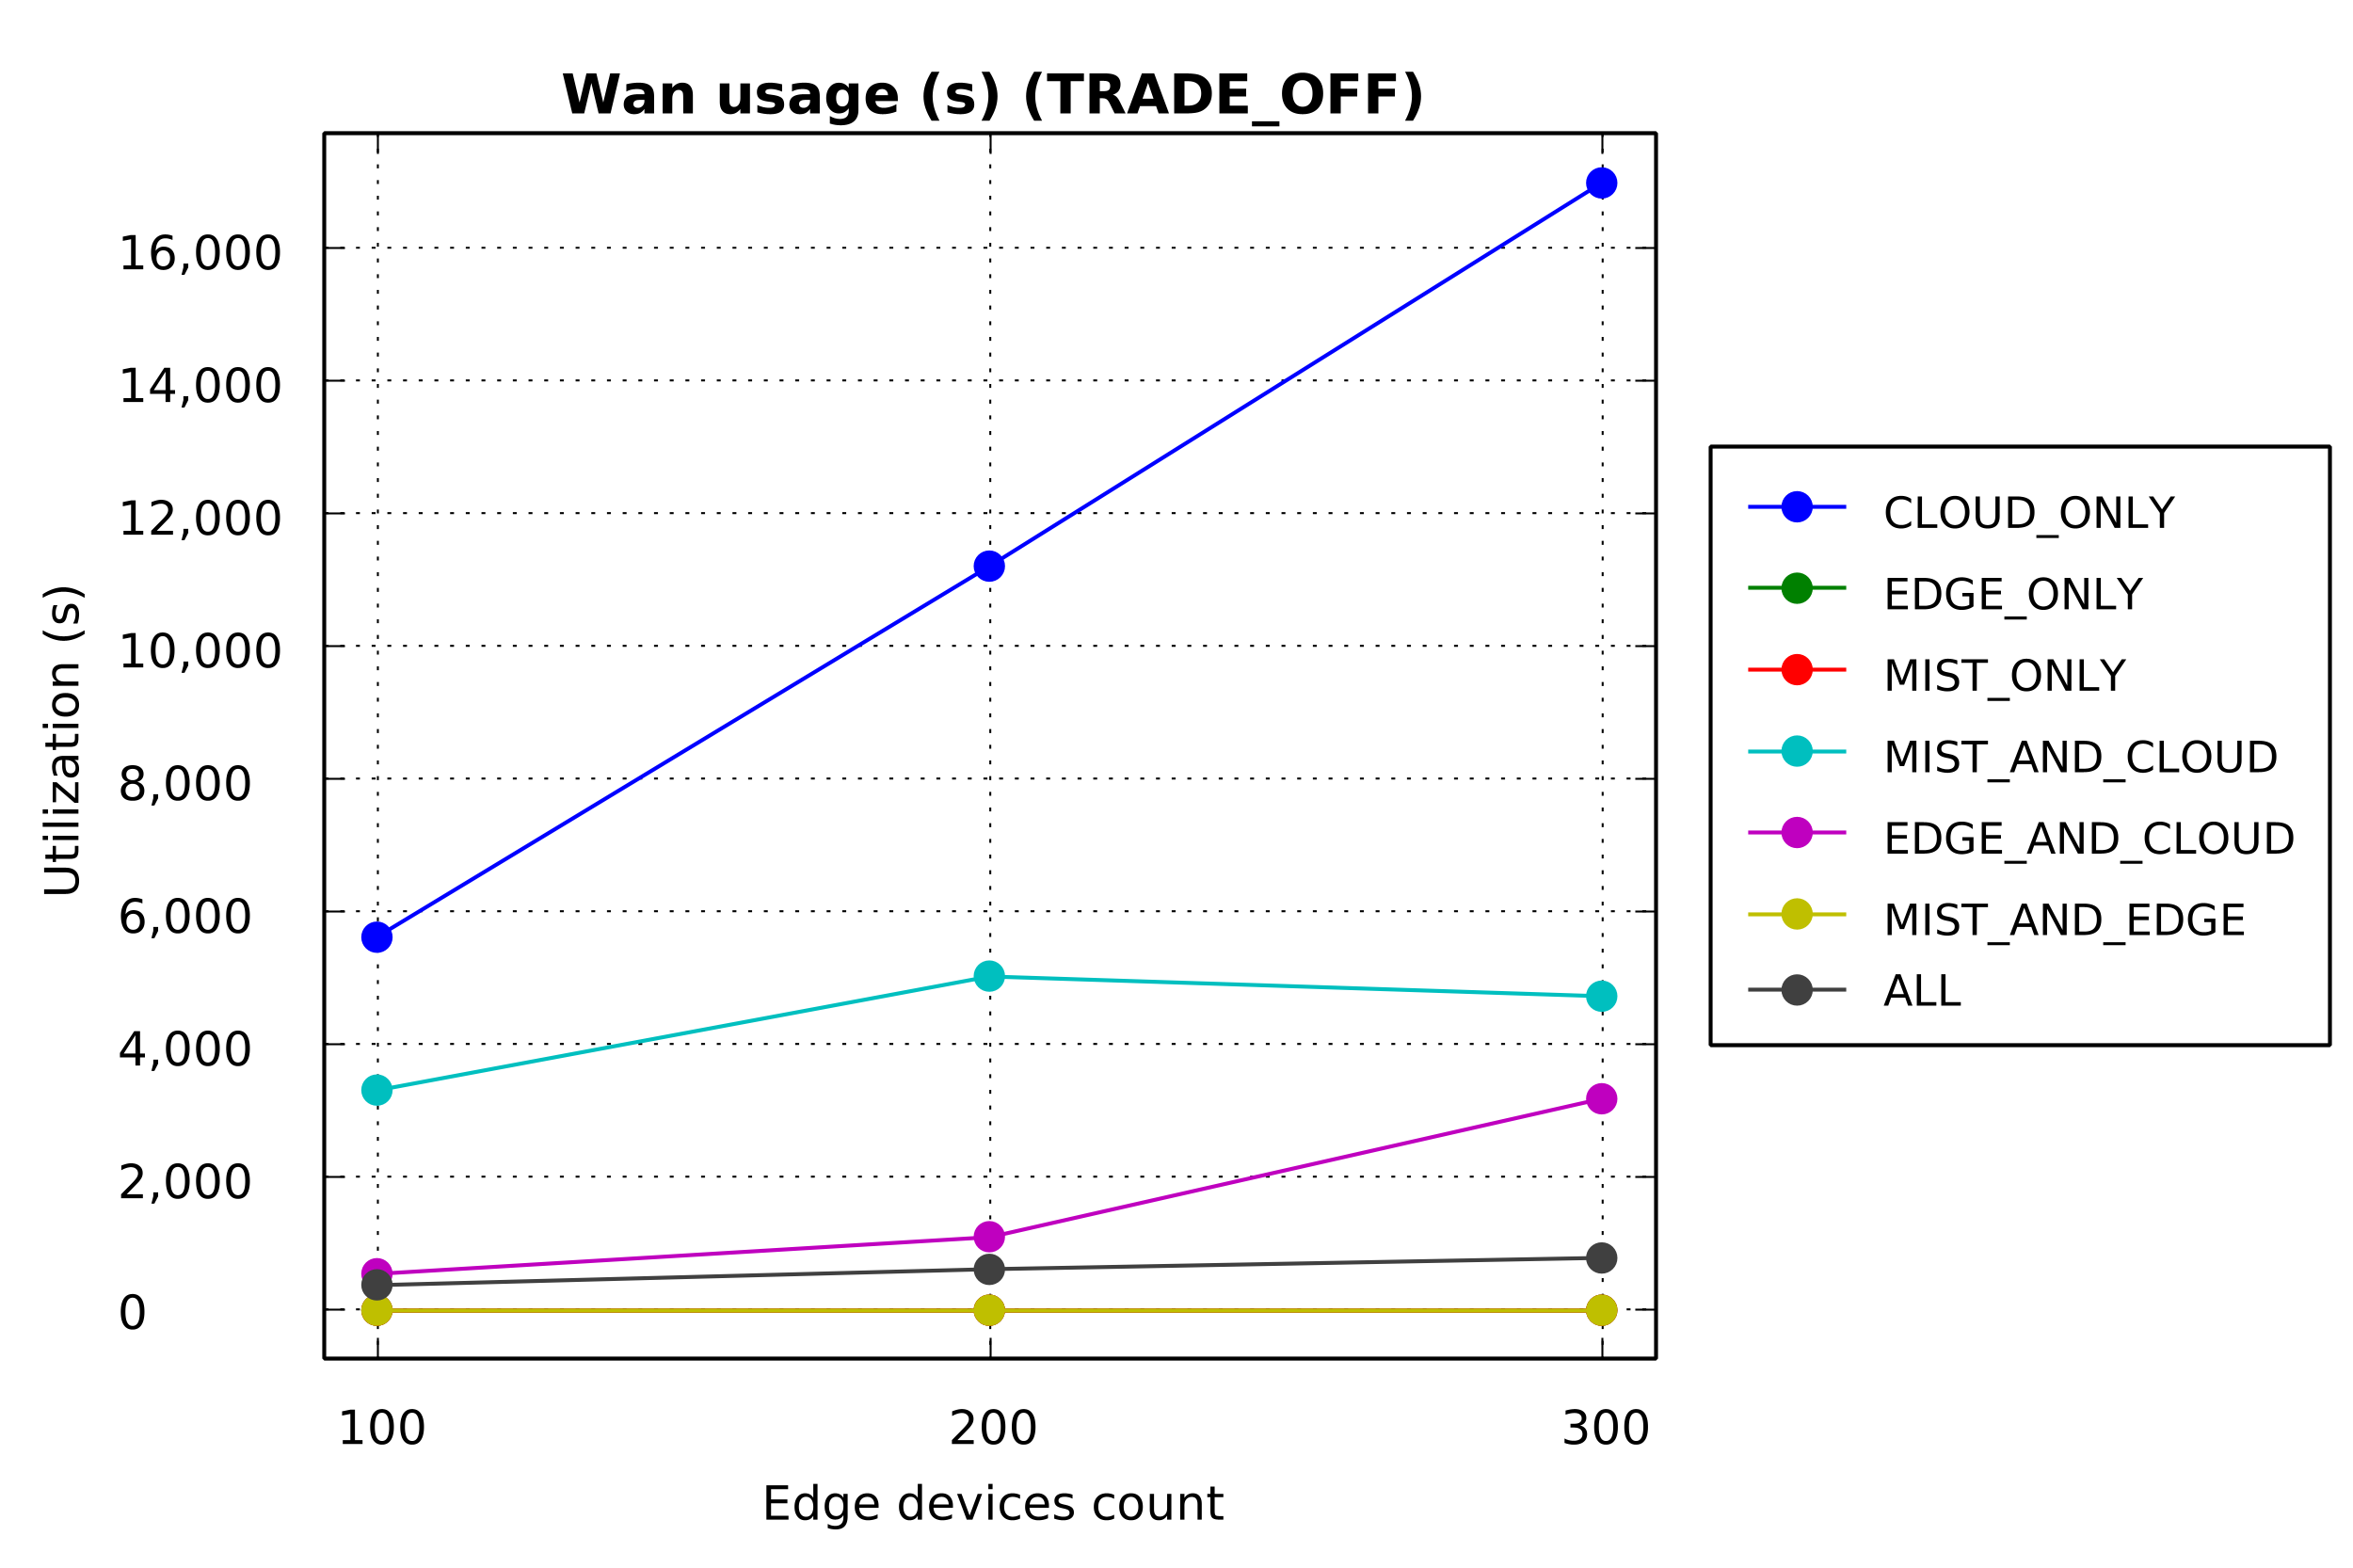 Wan usage (s) (TRADE_OFF)
Utilization (s)
16,000
14,000
12,000
10,000
8,000
6,000
4,000
2,000
0
100 200 300
Edge devices count
CLOUD_ONLY
EDGE_ONLY
MIST_ONLY
MIST_AND_CLOUD
EDGE_AND_CLOUD
MIST_AND_EDGE
ALL